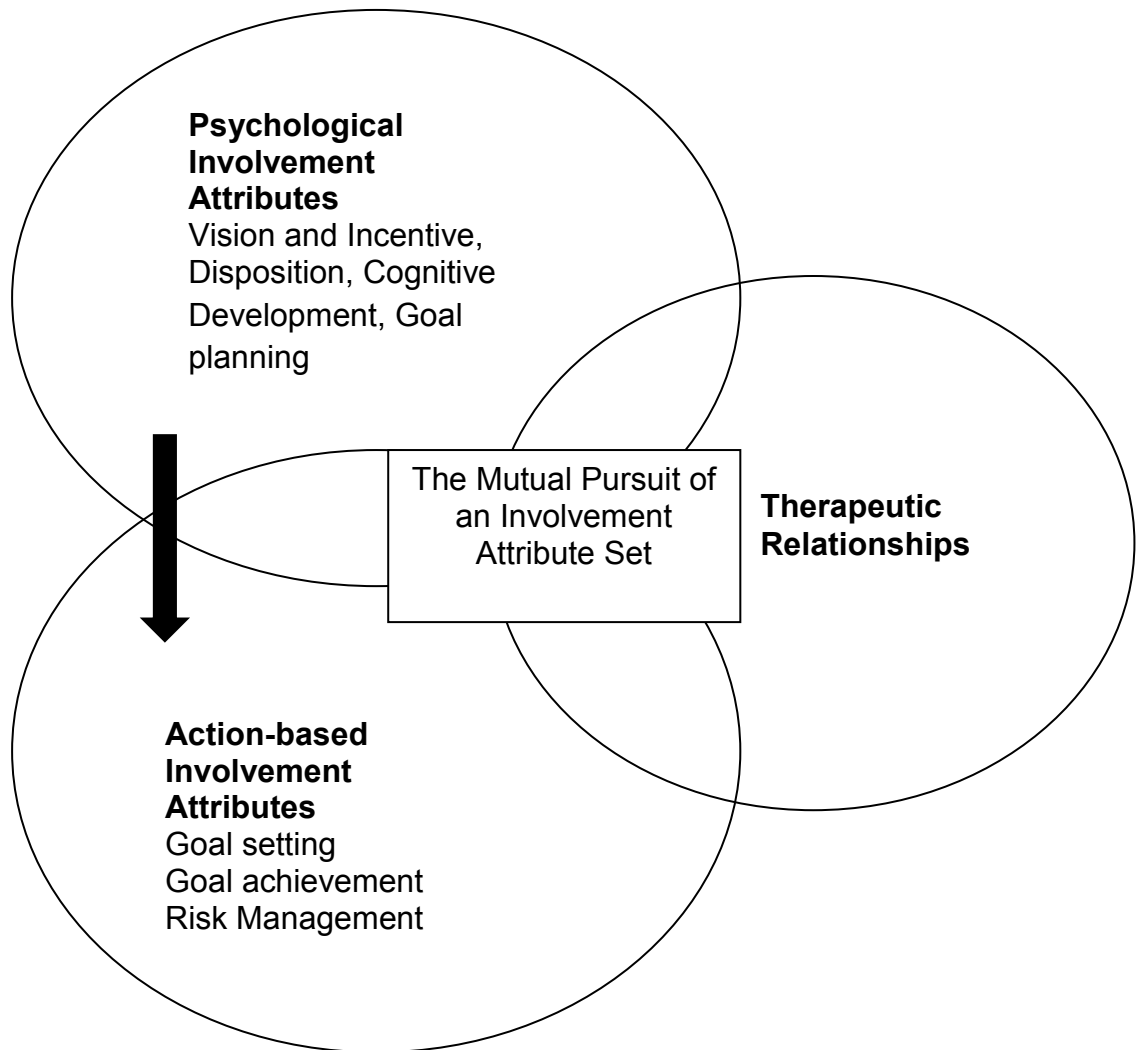 Psychological
Involvement
Attributes
Vision and Incentive,
Disposition, Cognitive
Development, Goal
planning
The Mutual Pursuit of
an Involvement
Attribute Set
Therapeutic
Relationships
Action-based
Involvement
Attributes
Goal setting
Goal achievement
Risk Management